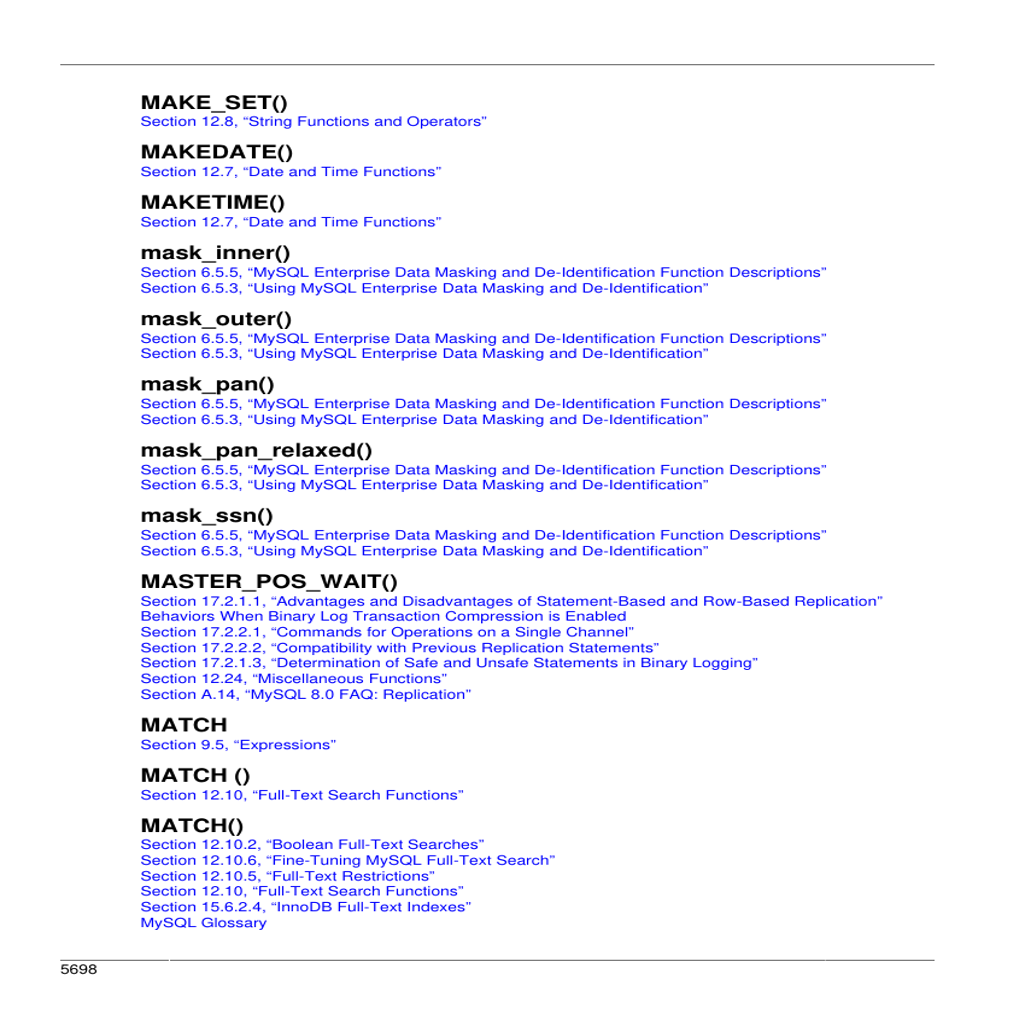 MAKE_SET()
Section 12.8, “String Functions and Operators”
MAKEDATE()
Section 12.7, “Date and Time Functions”
MAKETIME()
Section 12.7, “Date and Time Functions”
mask_inner()
Section 6.5.5, “MySQL Enterprise Data Masking and De-Identification Function Descriptions”
Section 6.5.3, “Using MySQL Enterprise Data Masking and De-Identification”
mask_outer()
Section 6.5.5, “MySQL Enterprise Data Masking and De-Identification Function Descriptions”
Section 6.5.3, “Using MySQL Enterprise Data Masking and De-Identification”
mask_pan()
Section 6.5.5, “MySQL Enterprise Data Masking and De-Identification Function Descriptions”
Section 6.5.3, “Using MySQL Enterprise Data Masking and De-Identification”
mask_pan_relaxed()
Section 6.5.5, “MySQL Enterprise Data Masking and De-Identification Function Descriptions”
Section 6.5.3, “Using MySQL Enterprise Data Masking and De-Identification”
mask_ssn()
Section 6.5.5, “MySQL Enterprise Data Masking and De-Identification Function Descriptions”
Section 6.5.3, “Using MySQL Enterprise Data Masking and De-Identification”
MASTER_POS_WAIT()
Section 17.2.1.1, “Advantages and Disadvantages of Statement-Based and Row-Based Replication”
Behaviors When Binary Log Transaction Compression is Enabled
Section 17.2.2.1, “Commands for Operations on a Single Channel”
Section 17.2.2.2, “Compatibility with Previous Replication Statements”
Section 17.2.1.3, “Determination of Safe and Unsafe Statements in Binary Logging”
Section 12.24, “Miscellaneous Functions”
Section A.14, “MySQL 8.0 FAQ: Replication”
MATCH
Section 9.5, “Expressions”
MATCH ()
Section 12.10, “Full-Text Search Functions”
MATCH()
Section 12.10.2, “Boolean Full-Text Searches”
Section 12.10.6, “Fine-Tuning MySQL Full-Text Search”
Section 12.10.5, “Full-Text Restrictions”
Section 12.10, “Full-Text Search Functions”
Section 15.6.2.4, “InnoDB Full-Text Indexes”
MySQL Glossary
5698